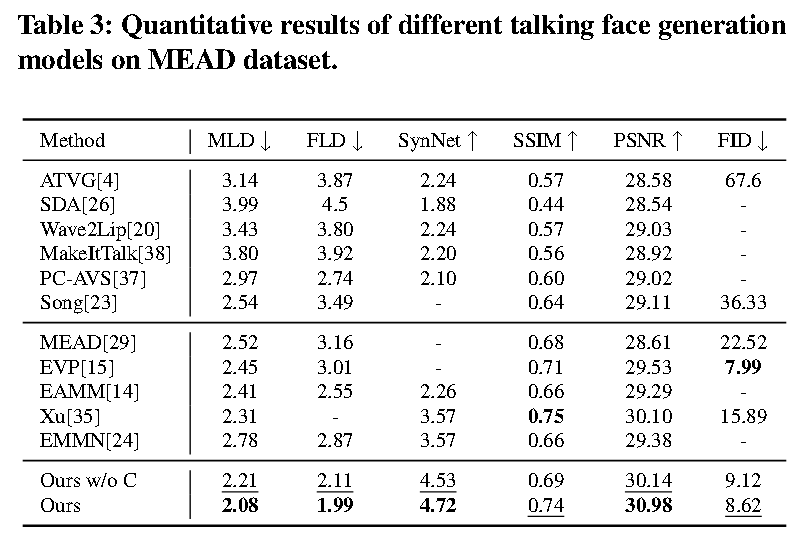 Table 3: Quantitative results of different talking face generation
models on MEAD dataset.
Method MLD ↓ FLD ↓ SynNet ↑ SSIM ↑ PSNR ↑ FID ↓
ATVG[4] 3.14 3.87 2.24 0.57 28.58 67.6
SDA[26] 3.99 4.5 1.88 0.44 28.54 -
Wave2Lip[20] 3.43 3.80 2.24 0.57 29.03 -
MakeItTalk[38] 3.80 3.92 2.20 0.56 28.92 -
PC-AVS[37] 2.97 2.74 2.10 0.60 29.02 -
Song[23] 2.54 3.49 - 0.64 29.11 36.33
MEAD[29] 2.52 3.16 - 0.68 28.61 22.52
EVP[15] 2.45 3.01 - 0.71 29.53 7.99
EAMM[14] 2.41 2.55 2.26 0.66 29.29 -
Xu[35] 2.31 - 3.57 0.75 30.10 15.89
EMMN[24] 2.78 2.87 3.57 0.66 29.38 -
Ours w/o C 2.21 2.11 4.53 0.69 30.14 9.12
Ours 2.08 1.99 4.72 0.74 30.98 8.62